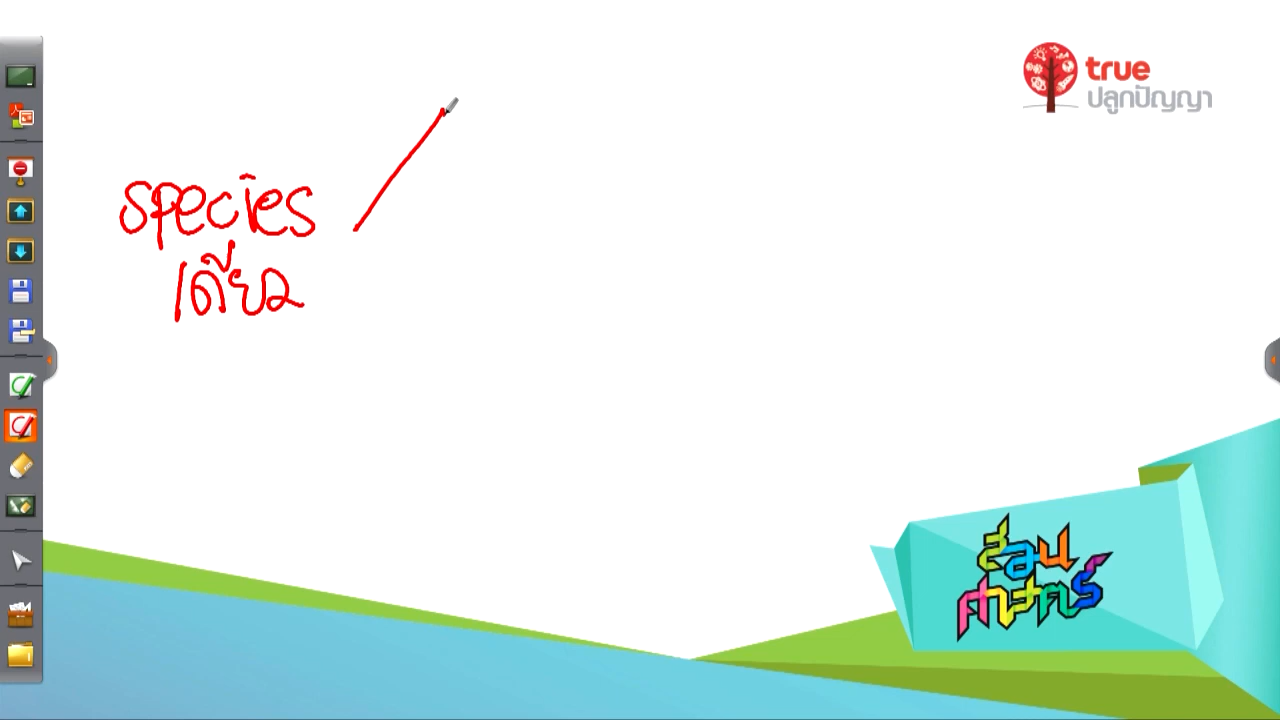 true
ปลูกปัญญา
species
เดียว
สอน
ศาสตร์